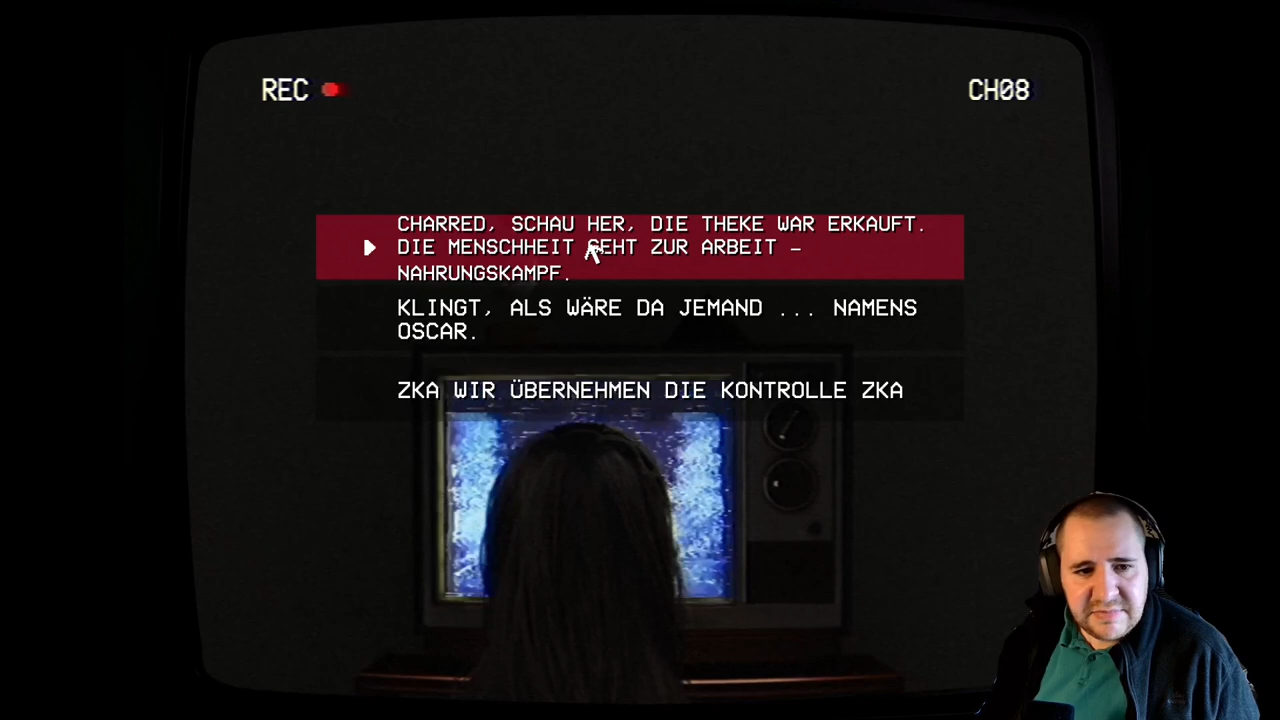 REC
CH08
CHARRED, SCHAU HER, DIE THEKE WAR ERKAUFT.
DIE MENSCHHEIT GEHT ZUR ARBEIT –
NAHRUNGSKAMPF.
KLINGT, ALS WÄRE DA JEMAND ... NAMENS
OSCAR.
ZKA WIR ÜBERNEHMEN DIE KONTROLLE ZKA